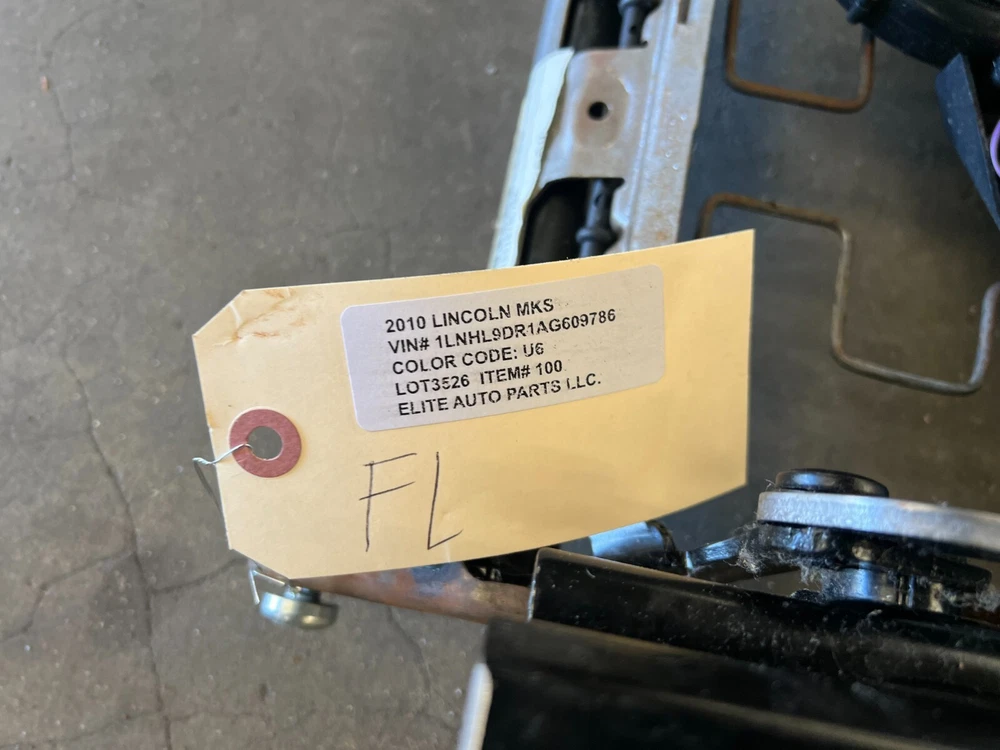 2010 LINCOLN MKS
VIN# 1LNHL9DR1AG609786
COLOR CODE: U6
LOT3526 ITEM# 100
ELITE AUTO PARTS LLC.
FL